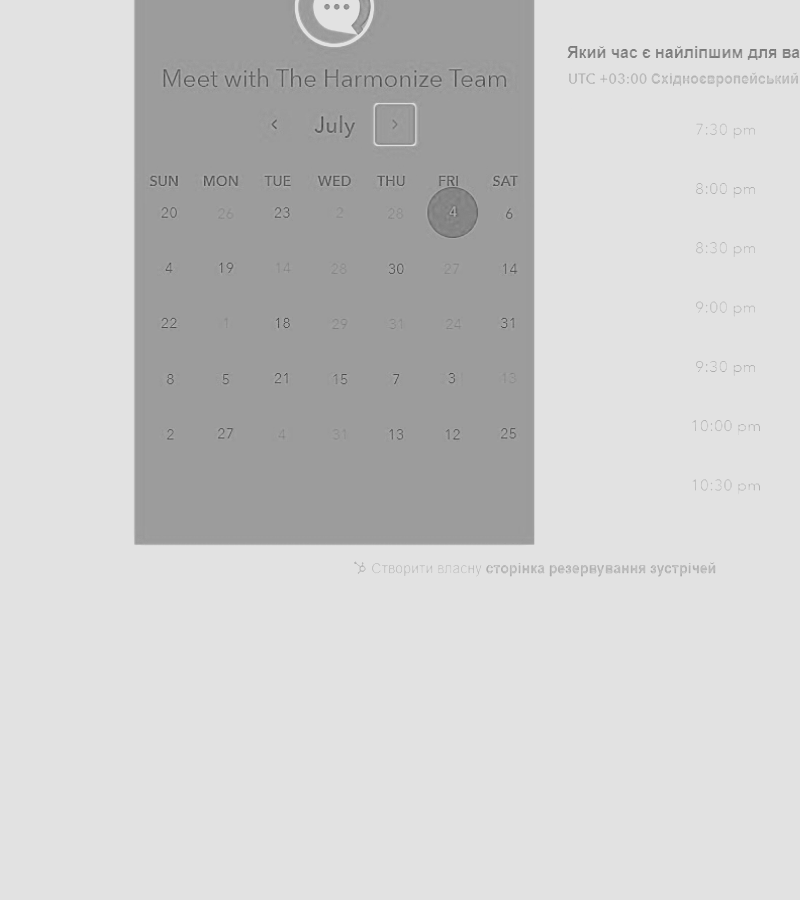 Meet with The Harmonize Team
July
SUN MON TUE WED THU FRI SAT
20 26 23 2 28 4 6
4 19 14 28 30 27 14
22 1 18 29 31 24 31
8 5 21 15 7 3 13
2 27 4 31 13 12 25
Який час є найліпшим для ва
UTC +03:00 Східноєвропейський
7:30 pm
8:00 pm
8:30 pm
9:00 pm
9:30 pm
10:00 pm
10:30 pm
Створити власну сторінка резервування зустрічей